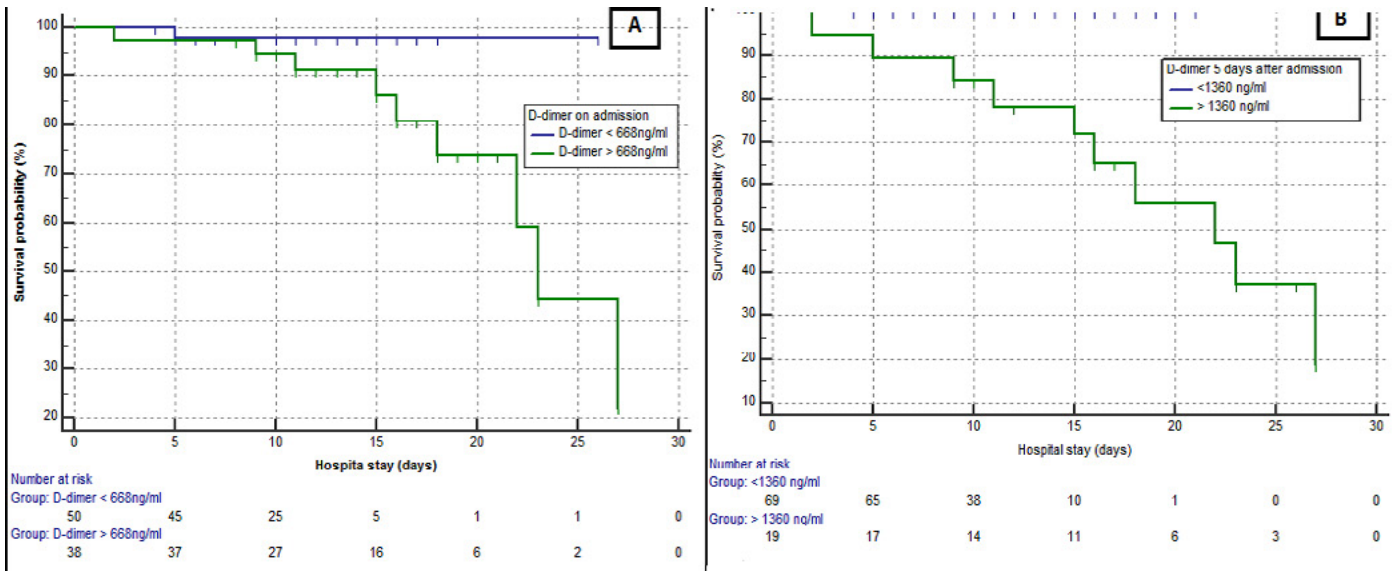 A
100
90
80
70
60
50
40
30
20
Survival probability (%)
D-dimer on admission
D-dimer < 668ng/ml
D-dimer > 668ng/ml
0 5 10 15 20 25 30
Hospita stay (days)
Number at risk
Group: D-dimer < 668ng/ml
50 45 25 5 1 1 0
Group: D-dimer > 668ng/ml
38 37 27 16 6 2 0
B
90
80
70
60
50
40
30
20
10
Survival probability (%)
D-dimer 5 days after admission
<1360 ng/ml
> 1360 ng/ml
0 5 10 15 20 25 30
Hospital stay (days)
Number at risk
Group: <1360 ng/ml
69 65 38 10 1 0 0
Group: > 1360 ng/ml
19 17 14 11 6 3 0